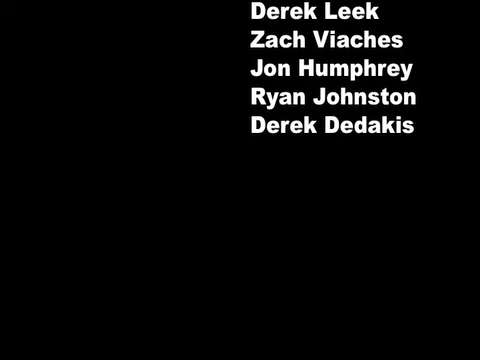 Derek Leek
Zach Viaches
Jon Humphrey
Ryan Johnston
Derek Dedakis